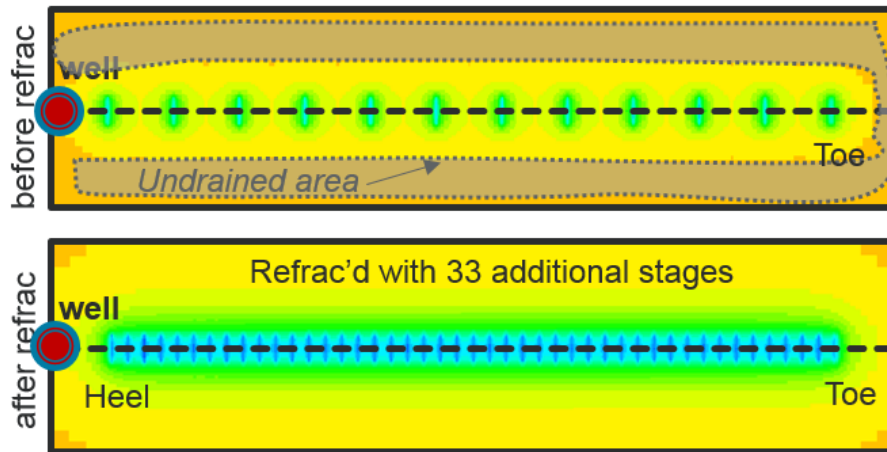 before refrac
well
Toe
Undrained area
after refrac
Refrac'd with 33 additional stages
well
Heel
Toe